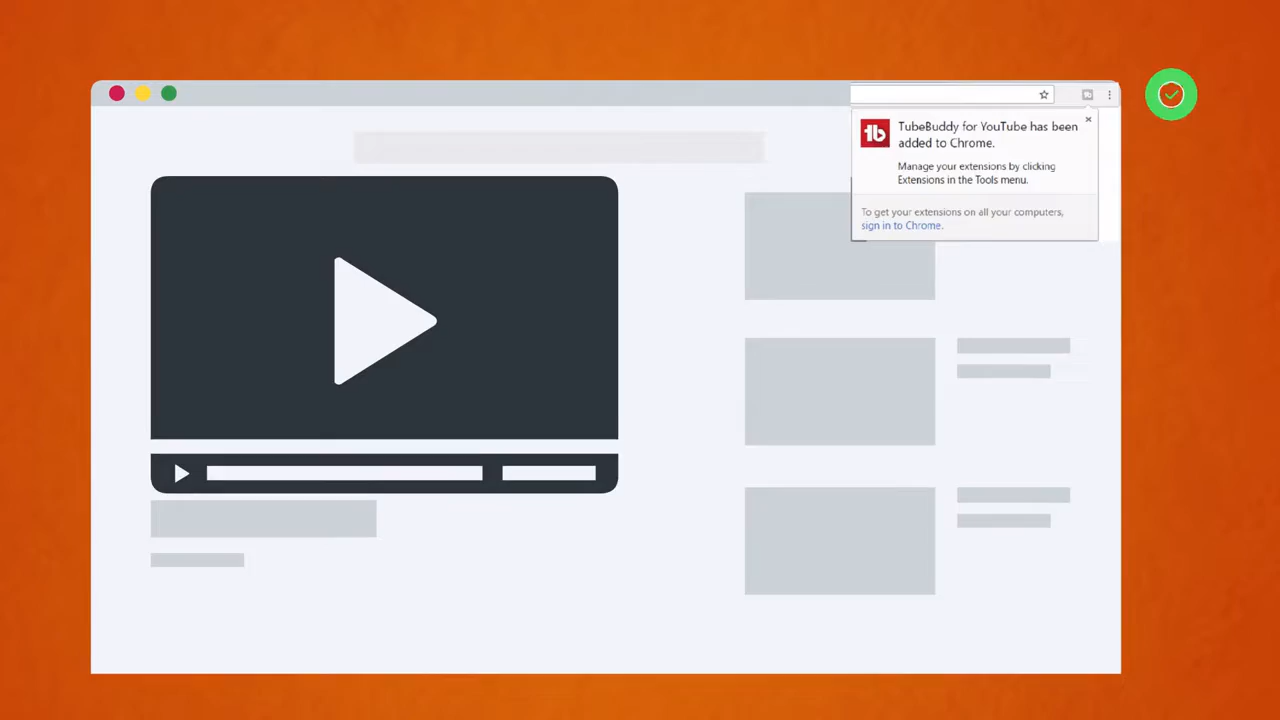 tb
TubeBuddy for YouTube has been
added to Chrome.
Manage your extensions by clicking
Extensions in the Tools menu.
To get your extensions on all your computers,
sign in to Chrome.